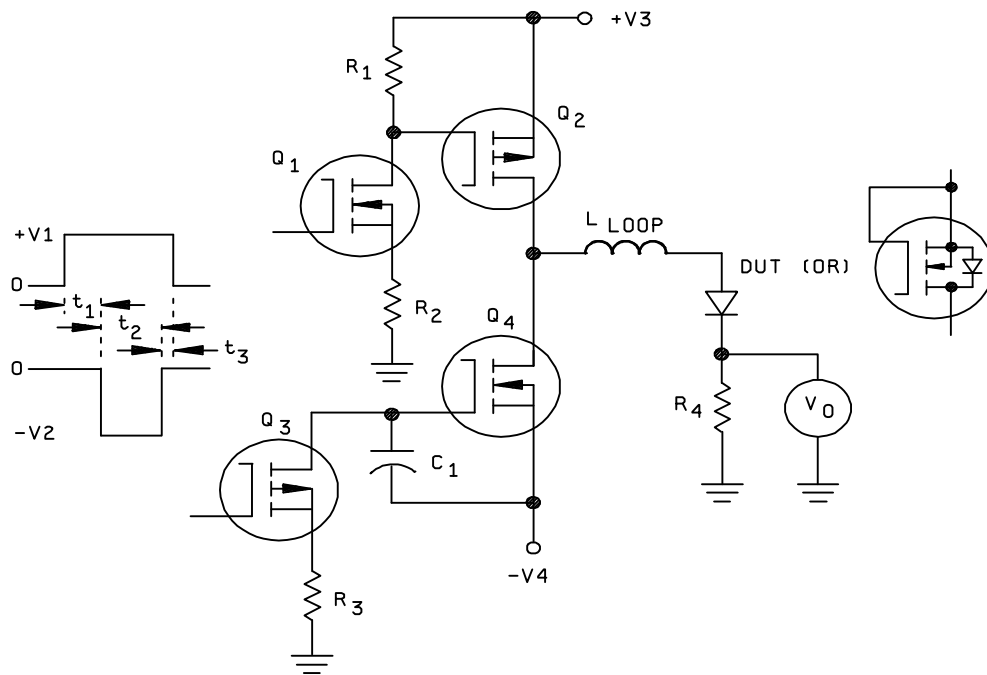 +V3
R1
Q2
Q1
L LOOP
+V1
DUT (OR)
0
t1
R2
t2
Q4
t3
0
R4
VO
Q3
-V2
C1
-V4
R3